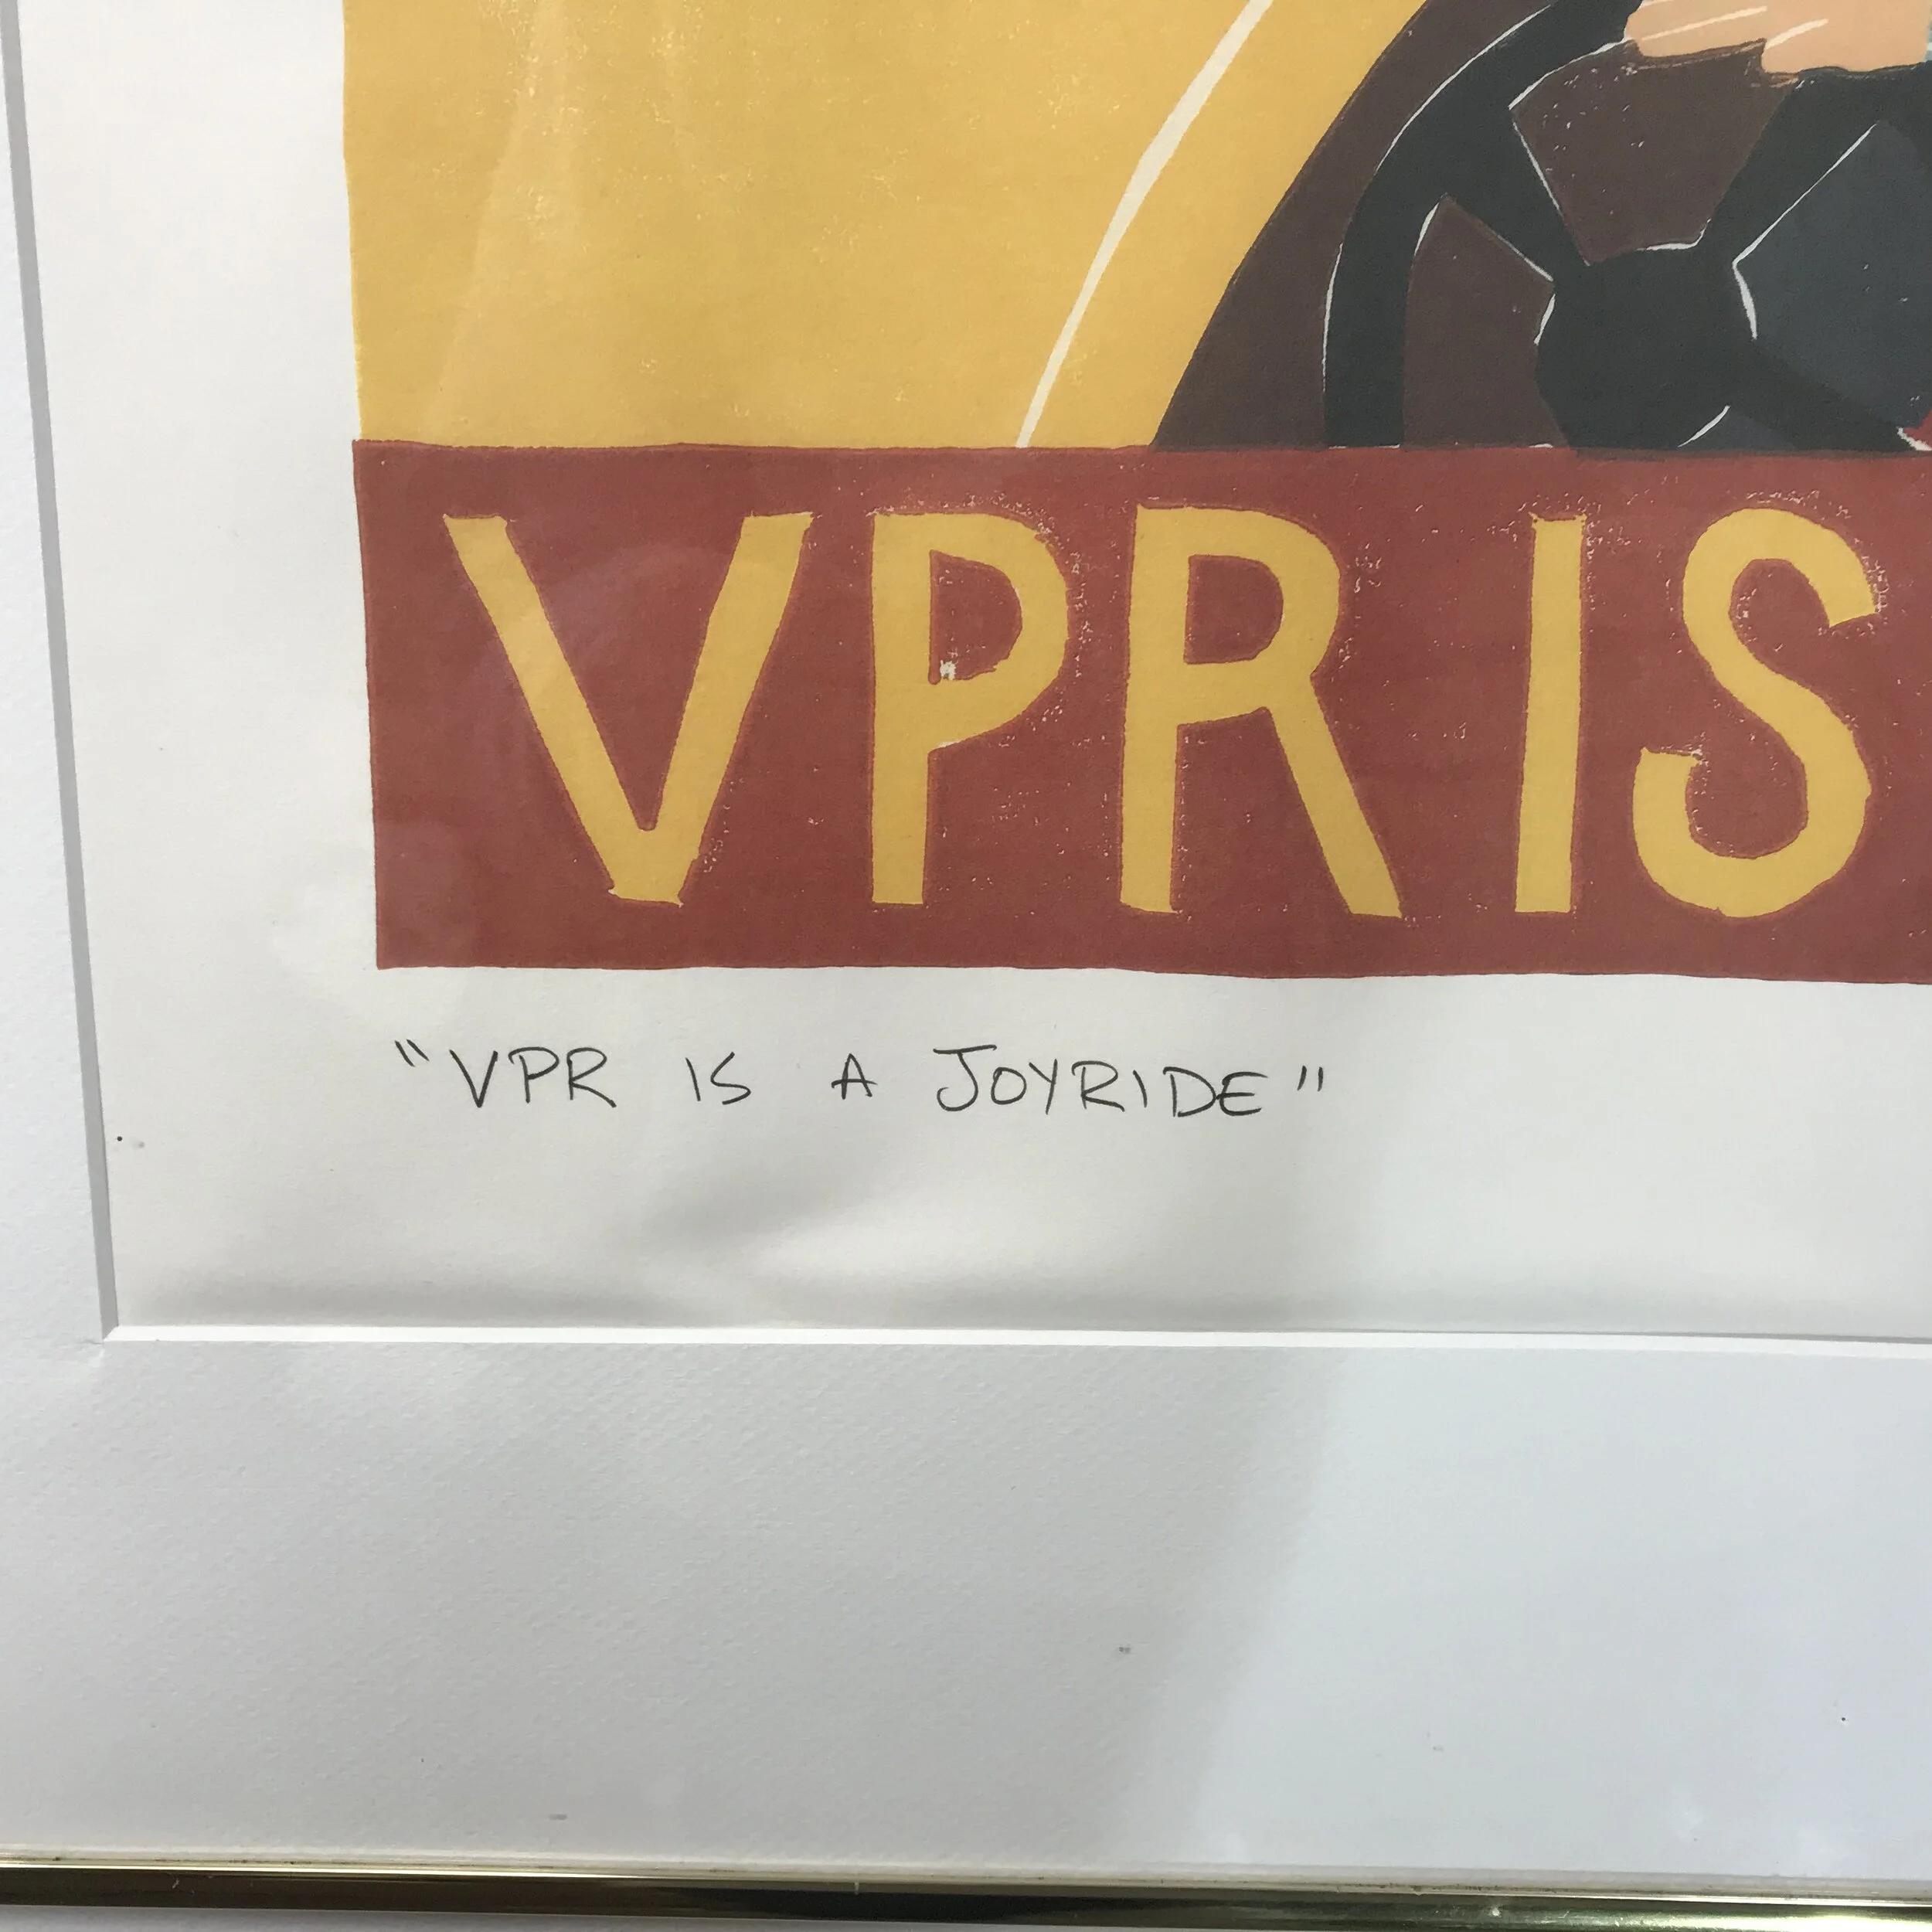 VPR IS
"VPR IS A JOYRIDE"